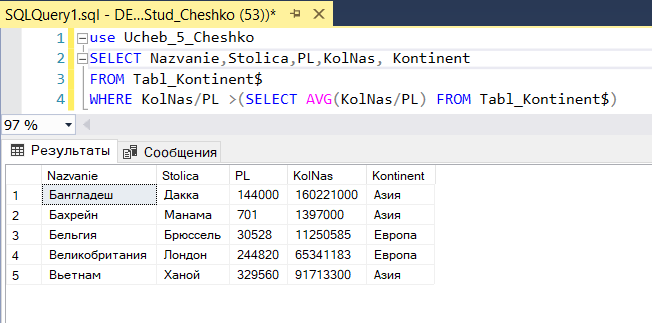 SQLQuery1.sql - DE...Stud_Cheshko (53))*
1 use Ucheb_5_Cheshko
2 SELECT Nazvanie,Stolica,PL,KolNas, Kontinent
3 FROM Tabl_Kontinent$
4 WHERE KolNas/PL >(SELECT AVG(KolNas/PL) FROM Tabl_Kontinent$)
97 %
Результаты Сообщения
Nazvanie Stolica PL KolNas Kontinent
1 Бангладеш Дакка 144000 160221000 Азия
2 Бахрейн Манама 701 1397000 Азия
3 Бельгия Брюссель 30528 11250585 Европа
4 Великобритания Лондон 244820 65341183 Европа
5 Вьетнам Ханой 329560 91713300 Азия